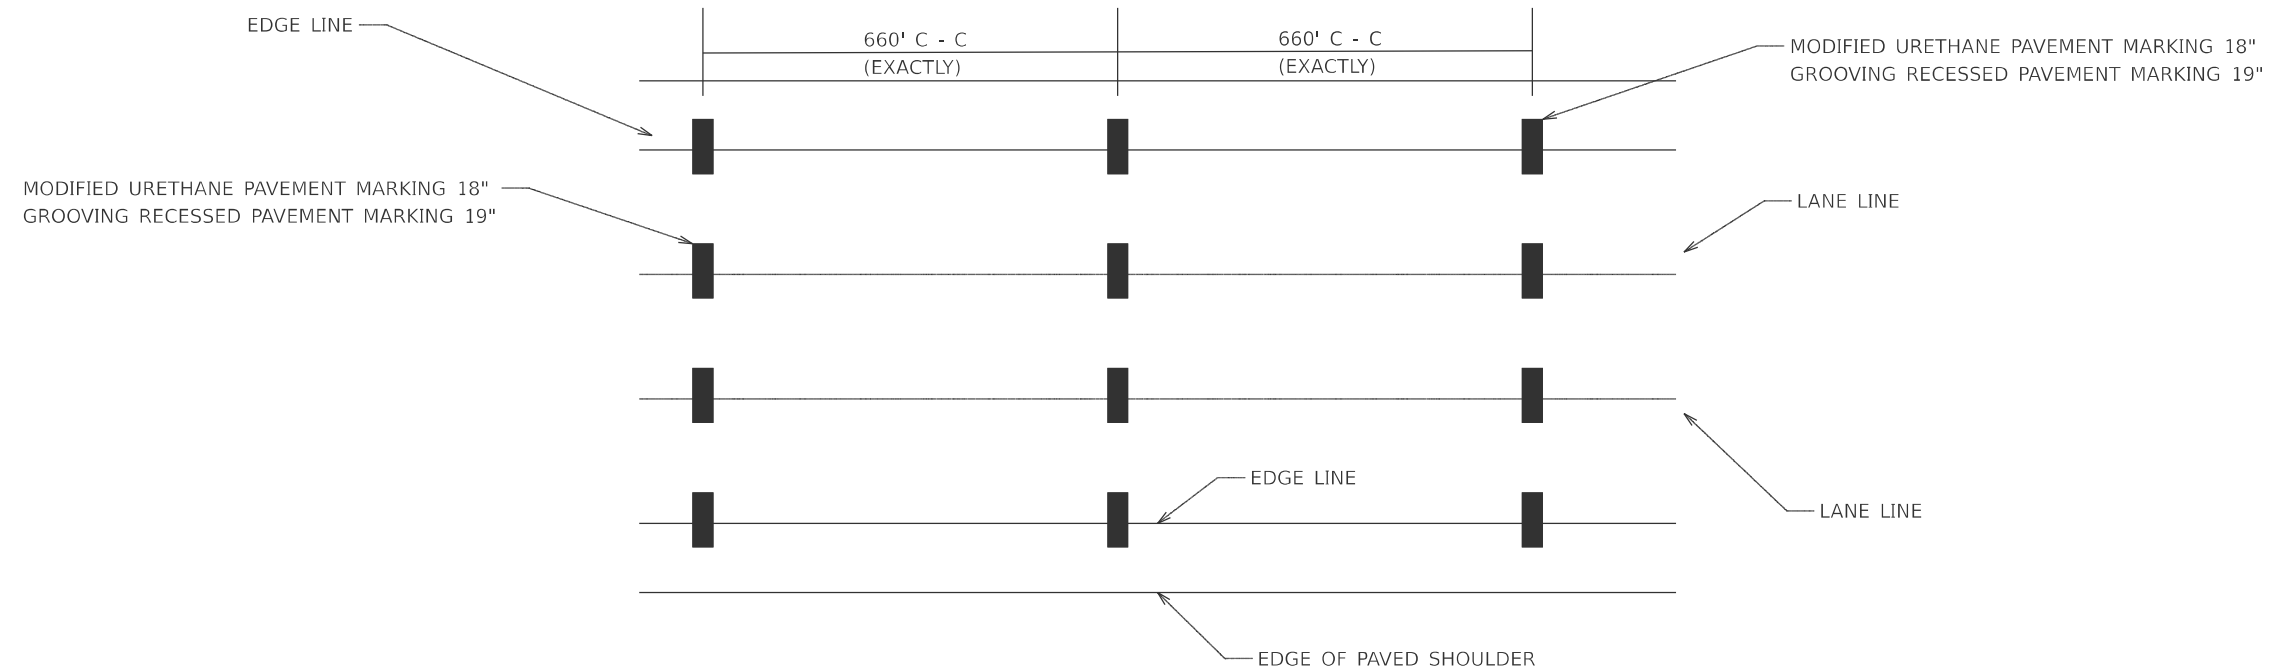 EDGE LINE
660' C - C
(EXACTLY)
660' C - C
(EXACTLY)
MODIFIED URETHANE PAVEMENT MARKING 18"
GROOVING RECESSED PAVEMENT MARKING 19"
MODIFIED URETHANE PAVEMENT MARKING 18"
GROOVING RECESSED PAVEMENT MARKING 19"
LANE LINE
EDGE LINE
LANE LINE
EDGE OF PAVED SHOULDER